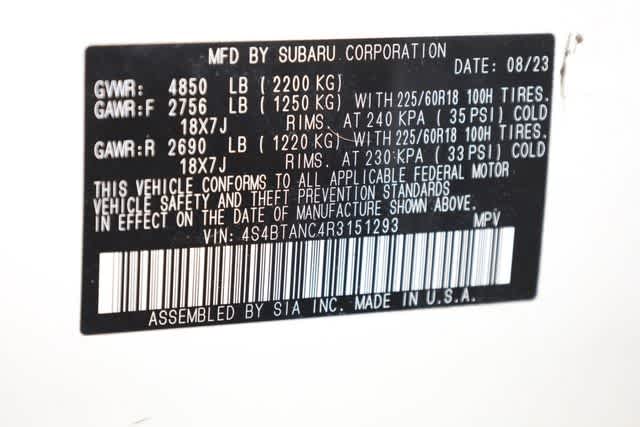 MFD BY SUBARU CORPORATION
DATE: 08/23
GVWR: 4850 LB (2200 KG)
GAWR:F 2756 LB (1250 KG) WITH 225/60R18 100H TIRES.
18X7J RIMS. AT 240 KPA (35 PSI) COLD
GAWR:R 2690 LB (1220 KG) WITH 225/60R18 100H TIRES.
18X7J RIMS. AT 230 KPA (33 PSI) COLD
THIS VEHICLE CONFORMS TO ALL APPLICABLE FEDERAL MOTOR
VEHICLE SAFETY AND THEFT PREVENTION STANDARDS
IN EFFECT ON THE DATE OF MANUFACTURE SHOWN ABOVE.
VIN: 4S4BTANC4R3151293 MPV
ASSEMBLED BY SIA INC. MADE IN U.S.A.